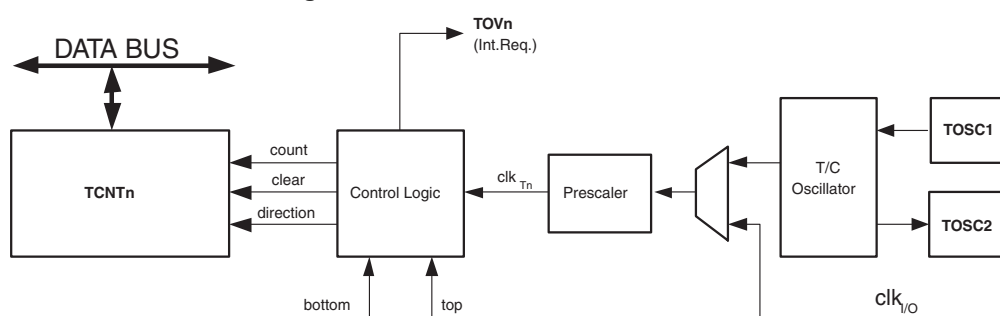 TOVn
(Int.Req.)
DATA BUS
TOSC1
count
T/C
Oscillator
TCNTn
clear
Control Logic
clkTn
Prescaler
direction
TOSC2
bottom
top
clkI/O